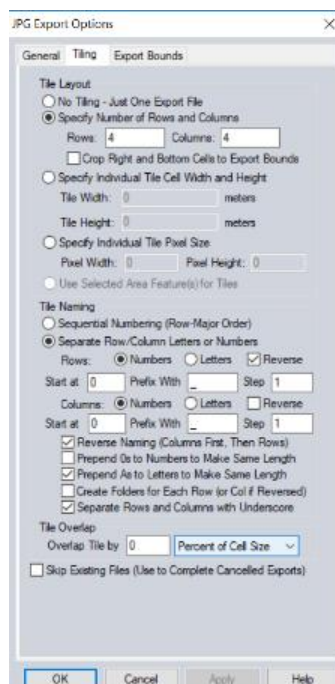 JPG Export Options
General Tiling Export Bounds
Tile Layout
No Tiling - Just One Export File
Specify Number of Rows and Columns
Rows: 4 Columns: 4
Crop Right and Bottom Cells to Export Bounds
Specify Individual Tile Cell Width and Height
Tile Width: 0 meters
Tile Height: 0 meters
Specify Individual Tile Pixel Size
Pixel Width: 0 Pixel Height: 0
Use Selected Area Feature(s) for Tiles
Tile Naming
Sequential Numbering (Row-Major Order)
Separate Row/Column Letters or Numbers
Rows: Numbers Letters Reverse
Start at 0 Prefix With _ Step 1
Columns: Numbers Letters Reverse
Start at 0 Prefix With _ Step 1
Reverse Naming (Columns First, Then Rows)
Prepend 0s to Numbers to Make Same Length
Prepend As to Letters to Make Same Length
Create Folders for Each Row (or Col if Reversed)
Separate Rows and Columns with Underscore
Tile Overlap
Overlap Tile by 0 Percent of Cell Size
Skip Existing Files (Use to Complete Cancelled Exports)
OK Cancel Apply Help